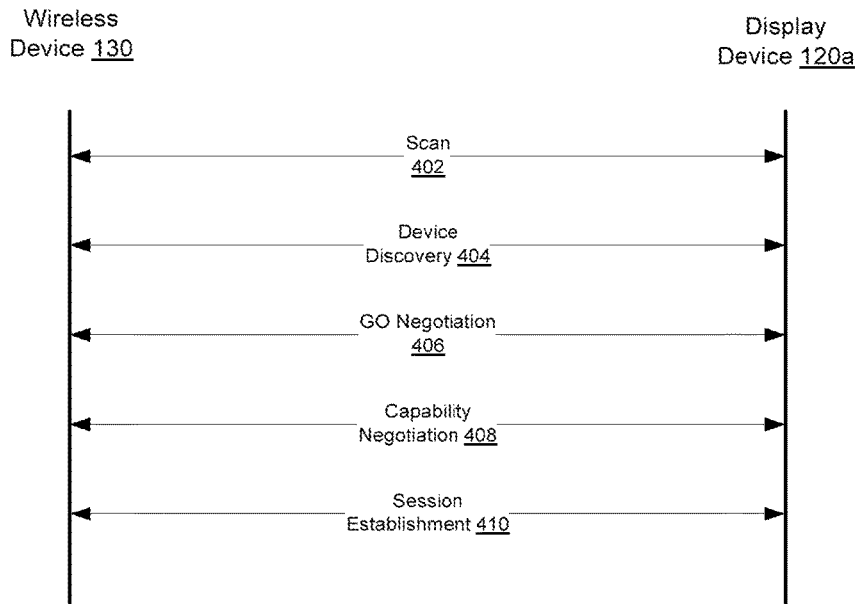 Wireless
Device 130
Display
Device 120a
Scan
402
Device
Discovery 404
GO Negotiation
406
Capability
Negotiation 408
Session
Establishment 410